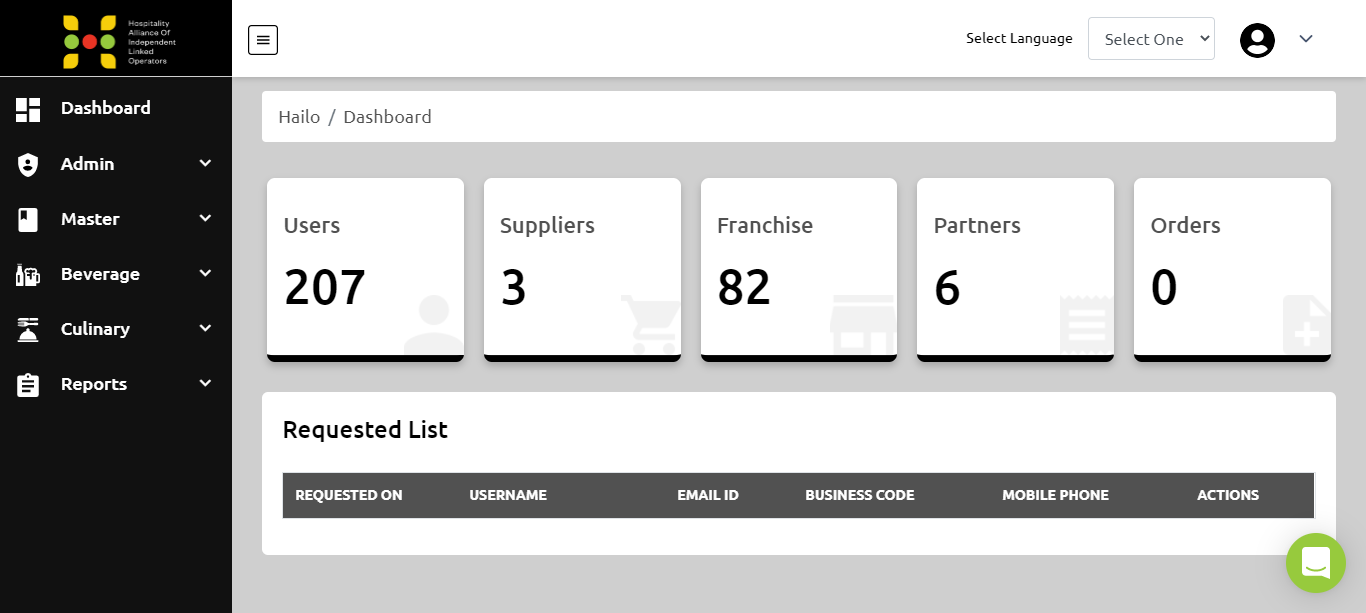 Hospitality
Alliance Of
Independent
Linked
Operators
Select Language
Select One
Dashboard
Admin
Master
Beverage
Culinary
Reports
Hailo / Dashboard
Users
207
Suppliers
3
Franchise
82
Partners
6
Orders
0
Requested List
REQUESTED ON USERNAME EMAIL ID BUSINESS CODE MOBILE PHONE ACTIONS